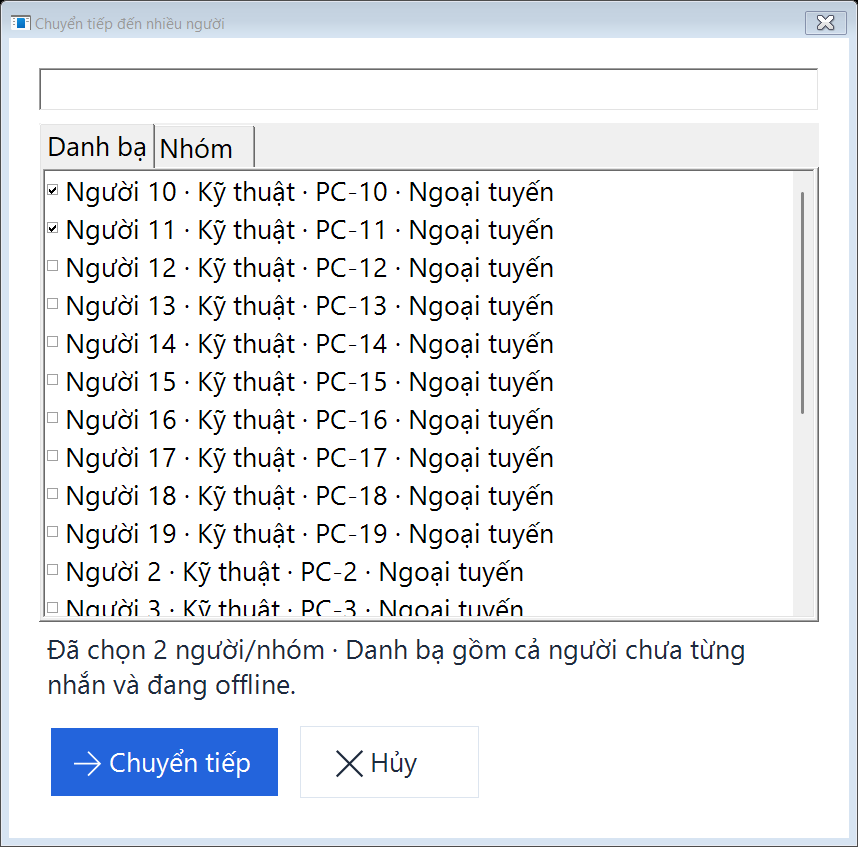 Chuyển tiếp đến nhiều người
Danh bạ
Nhóm
Người 10 · Kỹ thuật · PC-10 · Ngoại tuyến
Người 11 · Kỹ thuật · PC-11 · Ngoại tuyến
Người 12 · Kỹ thuật · PC-12 · Ngoại tuyến
Người 13 · Kỹ thuật · PC-13 · Ngoại tuyến
Người 14 · Kỹ thuật · PC-14 · Ngoại tuyến
Người 15 · Kỹ thuật · PC-15 · Ngoại tuyến
Người 16 · Kỹ thuật · PC-16 · Ngoại tuyến
Người 17 · Kỹ thuật · PC-17 · Ngoại tuyến
Người 18 · Kỹ thuật · PC-18 · Ngoại tuyến
Người 19 · Kỹ thuật · PC-19 · Ngoại tuyến
Người 2 · Kỹ thuật · PC-2 · Ngoại tuyến
Người 3 · Kỹ thuật · PC-3 · Ngoại tuyến
Đã chọn 2 người/nhóm · Danh bạ gồm cả người chưa từng
nhắn và đang offline.
Chuyển tiếp
Hủy